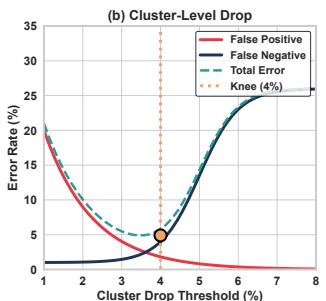 (b) Cluster-Level Drop
35
30
25
20
15
10
5
0
Error Rate (%)
False Positive
False Negative
Total Error
Knee (4%)
1 2 3 4 5 6 7 8
Cluster Drop Threshold (%)